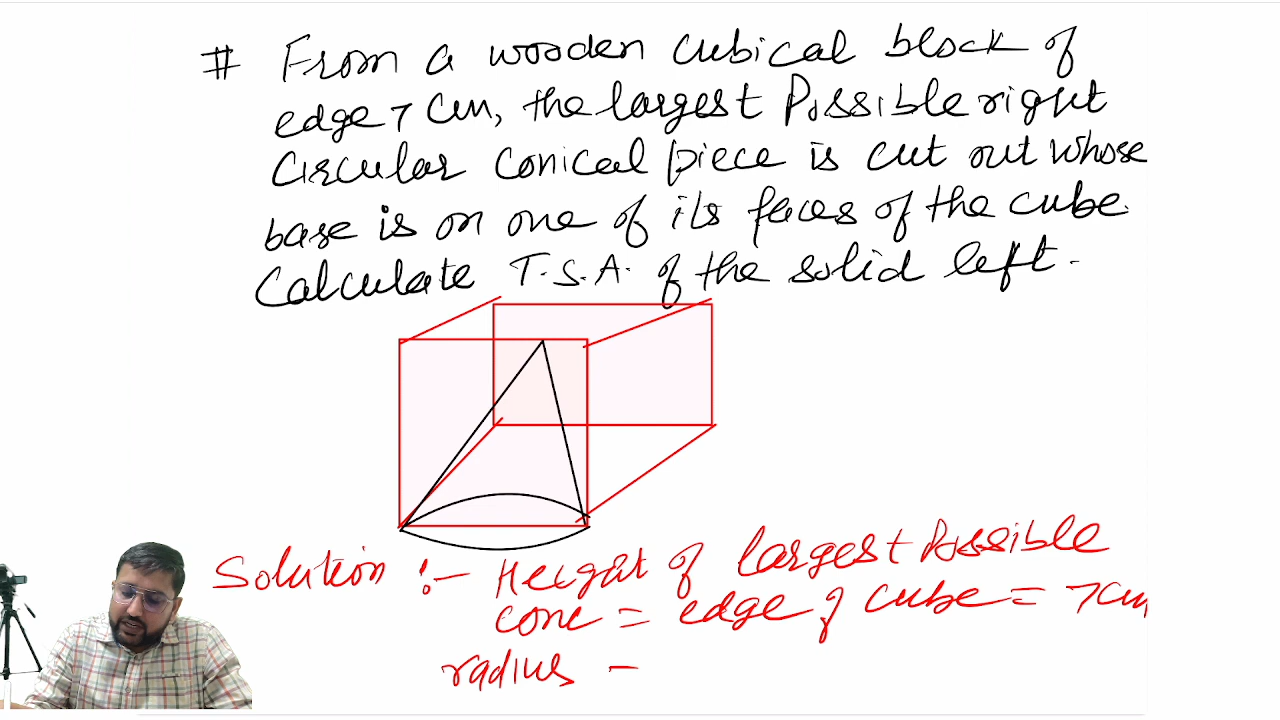 # From a wooden cubical block of
edge 7 cm, the largest Possible right
Circular conical piece is cut out whose
base is on one of its faces of the cube.
Calculate T.S.A. of the solid left.
Solution :- Height of largest Possible
cone = edge of cube = 7cm
radius =